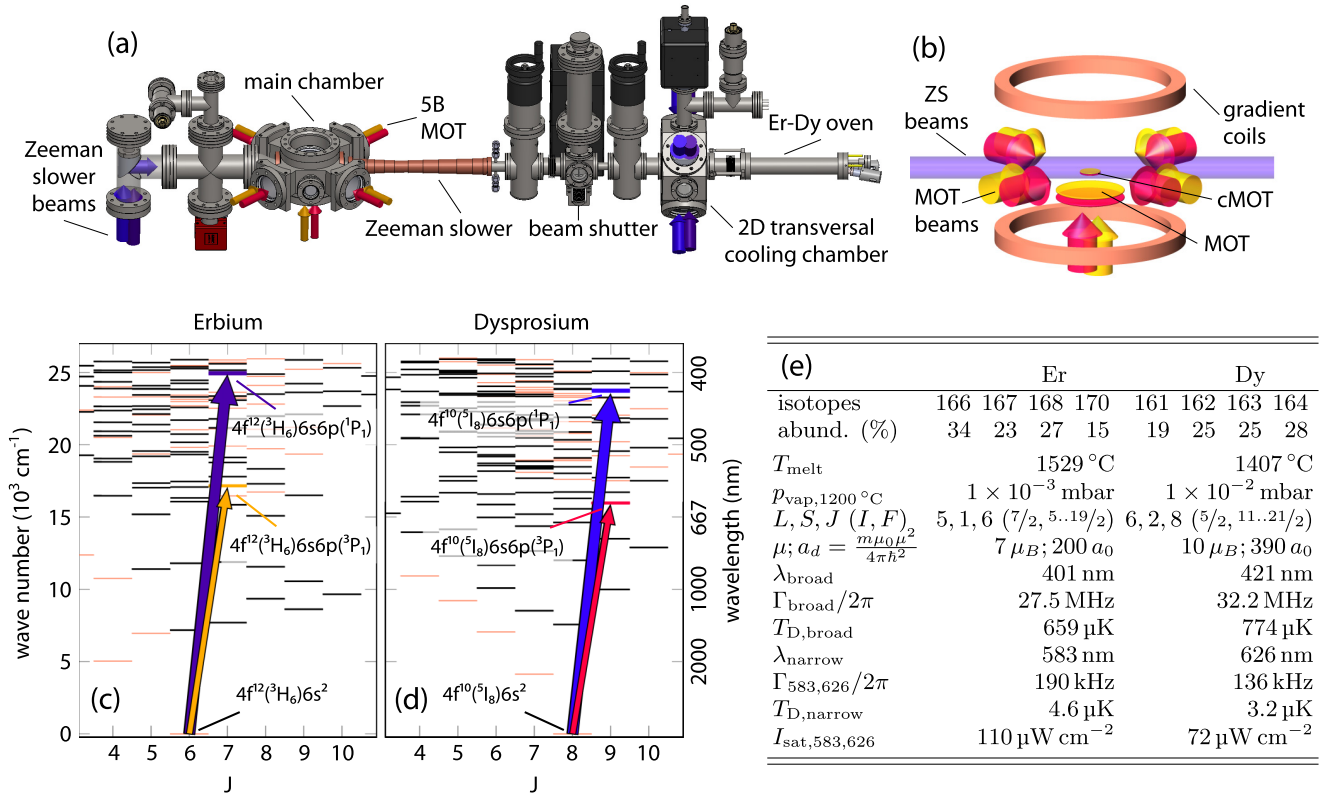 (a)
main chamber
5B
MOT
Zeeman
slower
beams
Zeeman slower
beam shutter
Er-Dy oven
2D transversal
cooling chamber
(b)
ZS
beams
gradient
coils
MOT
beams
cMOT
MOT
Erbium
wave number (10³ cm⁻¹)
25
20
15
10
5
0
4f¹²(³H₆)6s6p(¹P₁)
4f¹²(³H₆)6s6p(³P₁)
4f¹²(³H₆)6s²
(c)
4 5 6 7 8 9 10
J
Dysprosium
4f¹⁰(⁵I₈)6s6p(¹P₁)
4f¹⁰(⁵I₈)6s6p(³P₁)
4f¹⁰(⁵I₈)6s²
(d)
4 5 6 7 8 9 10
J
400
500
667
1000
2000
wavelength (nm)
(e)
Er Dy
isotopes 166 167 168 170 161 162 163 164
abund. (%) 34 23 27 15 19 25 25 28
T_melt 1529 °C 1407 °C
p_vap,1200 °C 1 × 10⁻³ mbar 1 × 10⁻² mbar
L, S, J (I, F) 5, 1, 6 (7/2, 5..19/2) 6, 2, 8 (5/2, 11..21/2)
μ; a_d = mμ₀μ²/4πħ² 7 μ_B; 200 a₀ 10 μ_B; 390 a₀
λ_broad 401 nm 421 nm
Γ_broad/2π 27.5 MHz 32.2 MHz
T_D,broad 659 µK 774 µK
λ_narrow 583 nm 626 nm
Γ_583,626/2π 190 kHz 136 kHz
T_D,narrow 4.6 µK 3.2 µK
I_sat,583,626 110 µW cm⁻² 72 µW cm⁻²